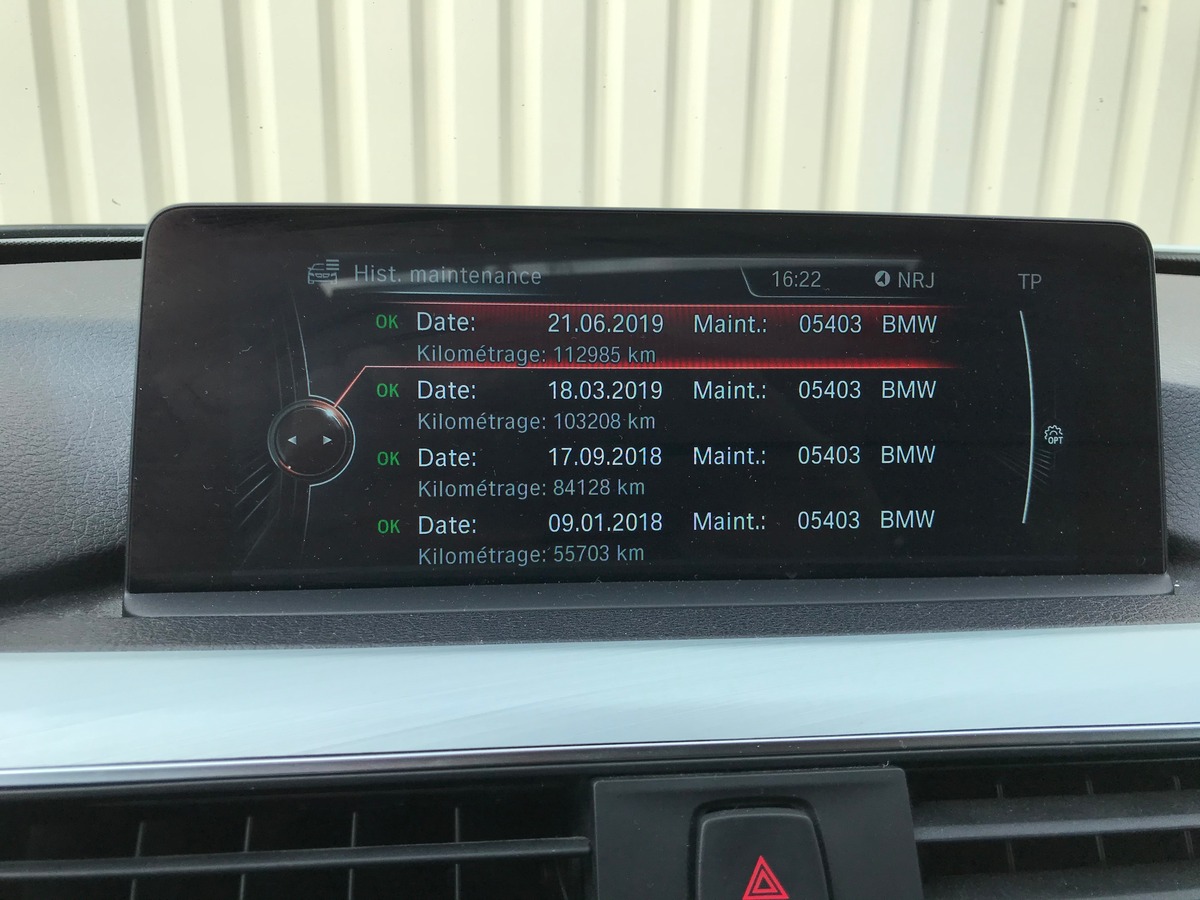 Hist. maintenance 16:22 NRJ TP
OK Date: 21.06.2019 Maint.: 05403 BMW
Kilométrage: 112985 km
OK Date: 18.03.2019 Maint.: 05403 BMW
Kilométrage: 103208 km
OK Date: 17.09.2018 Maint.: 05403 BMW
Kilométrage: 84128 km
OPT
OK Date: 09.01.2018 Maint.: 05403 BMW
Kilométrage: 55703 km